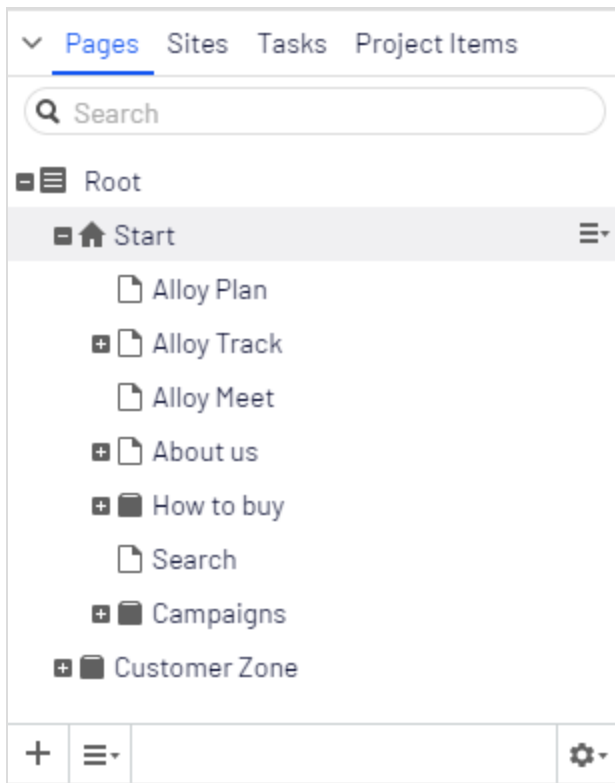 Pages Sites Tasks Project Items
Search
Root
Start
Alloy Plan
Alloy Track
Alloy Meet
About us
How to buy
Search
Campaigns
Customer Zone